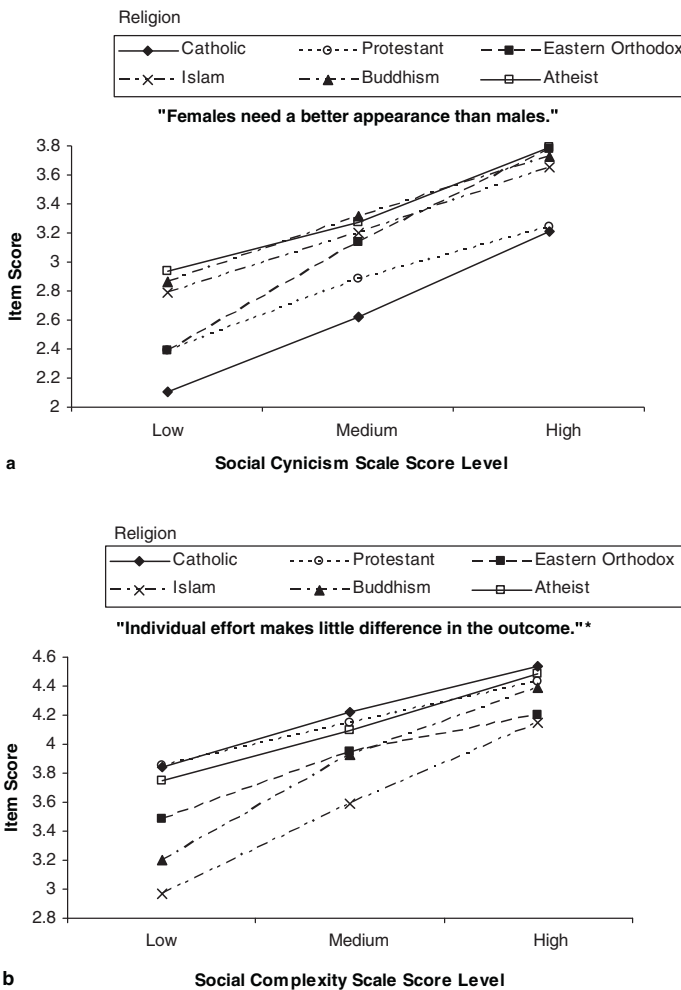 Religion
Catholic Protestant Eastern Orthodox
Islam Buddhism Atheist
"Females need a better appearance than males."
3.8
3.6
3.4
3.2
3
2.8
2.6
2.4
2.2
2
Item Score
Low Medium High
a Social Cynicism Scale Score Level
Religion
Catholic Protestant Eastern Orthodox
Islam Buddhism Atheist
"Individual effort makes little difference in the outcome."*
4.6
4.4
4.2
4
3.8
3.6
3.4
3.2
3
2.8
Item Score
Low Medium High
b Social Complexity Scale Score Level